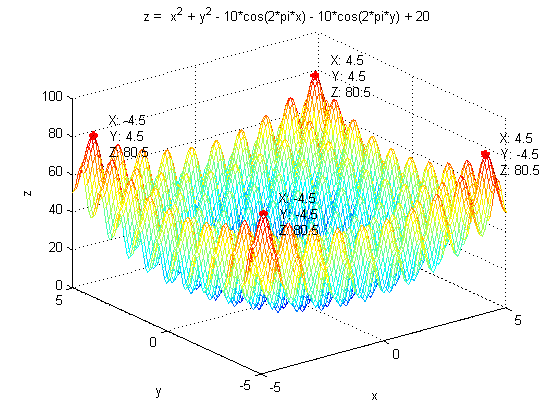 z = x² + y² - 10*cos(2*pi*x) - 10*cos(2*pi*y) + 20
X: 4.5
Y: 4.5
Z: 80.5
X: -4.5
Y: 4.5
Z: 80.5
X: 4.5
Y: -4.5
Z: 80.5
X: -4.5
Y: -4.5
Z: 80.5
100
80
60
40
20
0
z
5
0
-5
y
-5
0
5
x